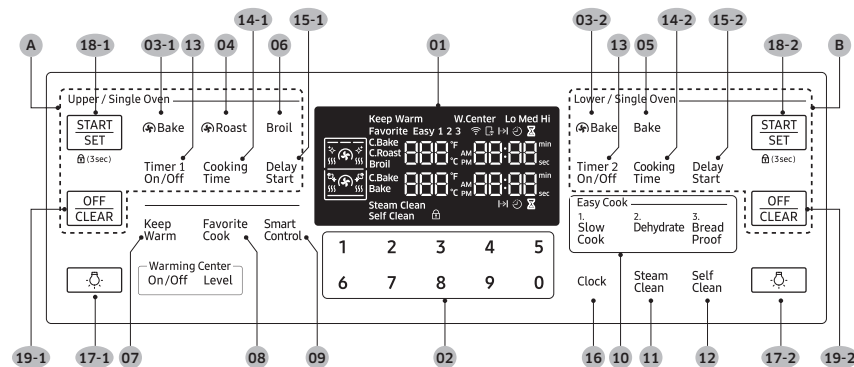 A 18-1 03-1 13 04 14-1 06 15-1 01 03-2 13 05 14-2 15-2 18-2 B
Upper / Single Oven
START
SET
(3sec)
Bake Roast Broil
Timer 1
On/Off
Cooking
Time
Delay
Start
OFF
CLEAR
Keep
Warm
Favorite
Cook
Smart
Control
Warming Center
On/Off Level
Keep Warm W.Center Lo Med Hi
Favorite Easy 1 2 3
C.Bake
C.Roast
Broil
888 °F °C AM PM 88:88 min sec
C.Bake
Bake
888 °F °C AM PM 88:88 min sec
Steam Clean
Self Clean
1 2 3 4 5
6 7 8 9 0
Lower / Single Oven
Bake Bake
START
SET
(3sec)
Timer 2
On/Off
Cooking
Time
Delay
Start
OFF
CLEAR
Easy Cook
1.
Slow
Cook
2.
Dehydrate
3.
Bread
Proof
Clock
Steam
Clean
Self
Clean
19-1 17-1 07 08 09 02 16 10 11 12 17-2 19-2